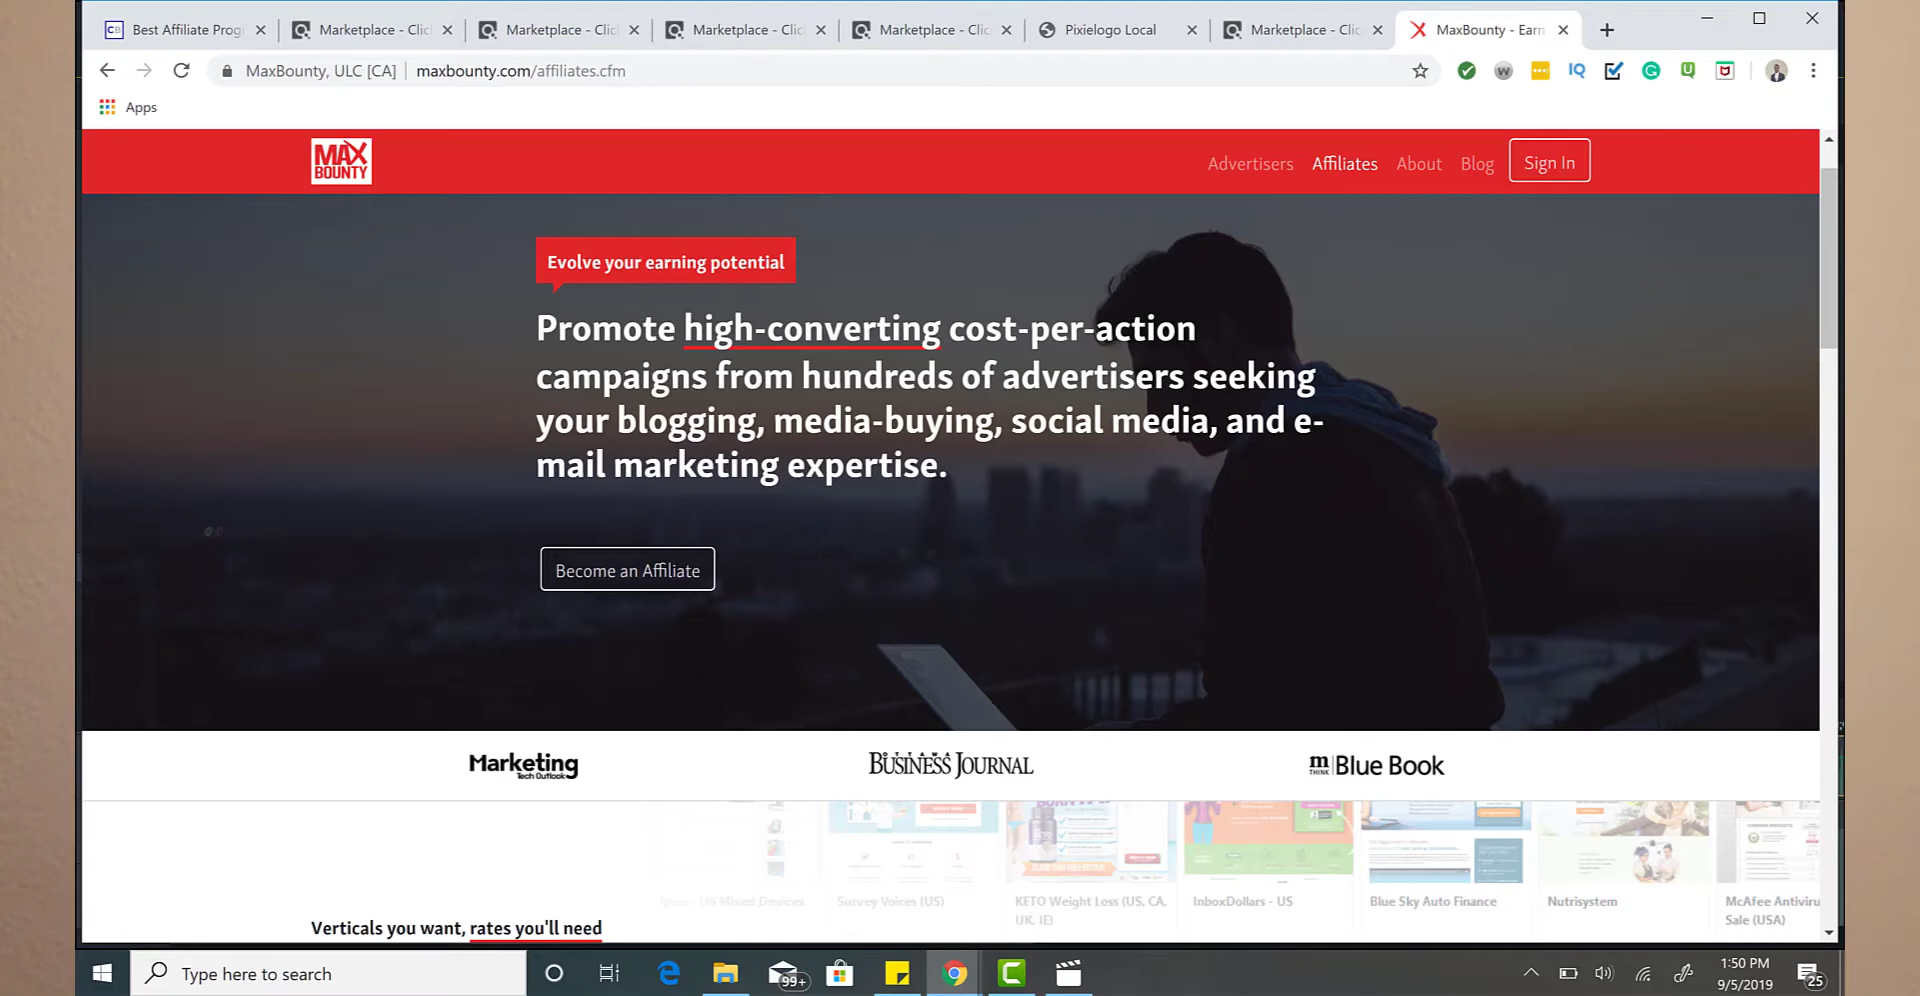 Best Affiliate Prog
Marketplace - Clic
Marketplace - Clic
Marketplace - Clic
Marketplace - Clic
Pixielogo Local
Marketplace - Clic
MaxBounty - Earn
MaxBounty, ULC [CA]
maxbounty.com/affiliates.cfm
Apps
MAX
BOUNTY
Advertisers
Affiliates
About
Blog
Sign In
Evolve your earning potential
Promote high-converting cost-per-action
campaigns from hundreds of advertisers seeking
your blogging, media-buying, social media, and e-
mail marketing expertise.
Become an Affiliate
Marketing
Tech Outlook
BUSINESS JOURNAL
mTHINK Blue Book
US Mixed Devices
Survey Voices (US)
KETO Weight Loss (US, CA,
UK, IE)
InboxDollars - US
Blue Sky Auto Finance
Nutrisystem
McAfee Antiviru
Sale (USA)
Verticals you want, rates you'll need
Type here to search
99+
1:50 PM
9/5/2019
25